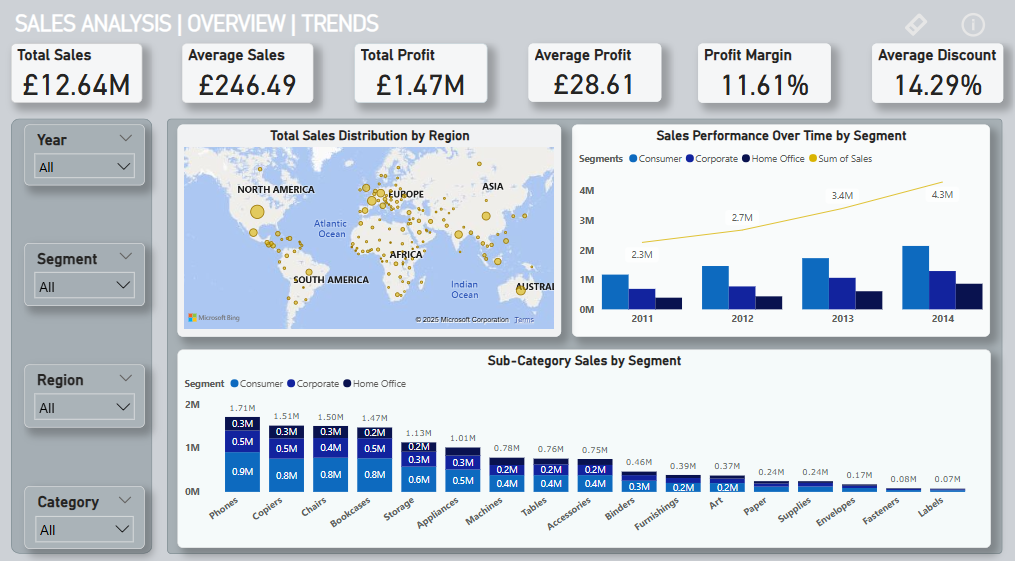 SALES ANALYSIS | OVERVIEW | TRENDS
Total Sales
£12.64M
Average Sales
£246.49
Total Profit
£1.47M
Average Profit
£28.61
Profit Margin
11.61%
Average Discount
14.29%
Year
All
Segment
All
Region
All
Category
All
Total Sales Distribution by Region
NORTH AMERICA
EUROPE
ASIA
Atlantic
Ocean
AFRICA
SOUTH AMERICA
Indian
Ocean
AUSTRAI
Microsoft Bing
© 2025 Microsoft Corporation Terms
Sales Performance Over Time by Segment
Segments Consumer Corporate Home Office Sum of Sales
4M
3M
2M
1M
0M
2.3M
2.7M
3.4M
4.3M
2011 2012 2013 2014
Sub-Category Sales by Segment
Segment Consumer Corporate Home Office
2M
1M
0M
1.71M 1.51M 1.50M 1.47M 1.13M 1.01M 0.78M 0.76M 0.75M 0.46M 0.39M 0.37M 0.24M 0.24M 0.17M 0.08M 0.07M
0.3M 0.3M 0.3M 0.2M 0.2M
0.5M 0.5M 0.4M 0.5M 0.3M 0.3M 0.2M 0.2M 0.2M
0.9M 0.8M 0.8M 0.8M 0.6M 0.5M 0.4M 0.4M 0.4M 0.3M 0.2M 0.2M
Phones Copiers Chairs Bookcases Storage Appliances Machines Tables Accessories Binders Furnishings Art Paper Supplies Envelopes Fasteners Labels